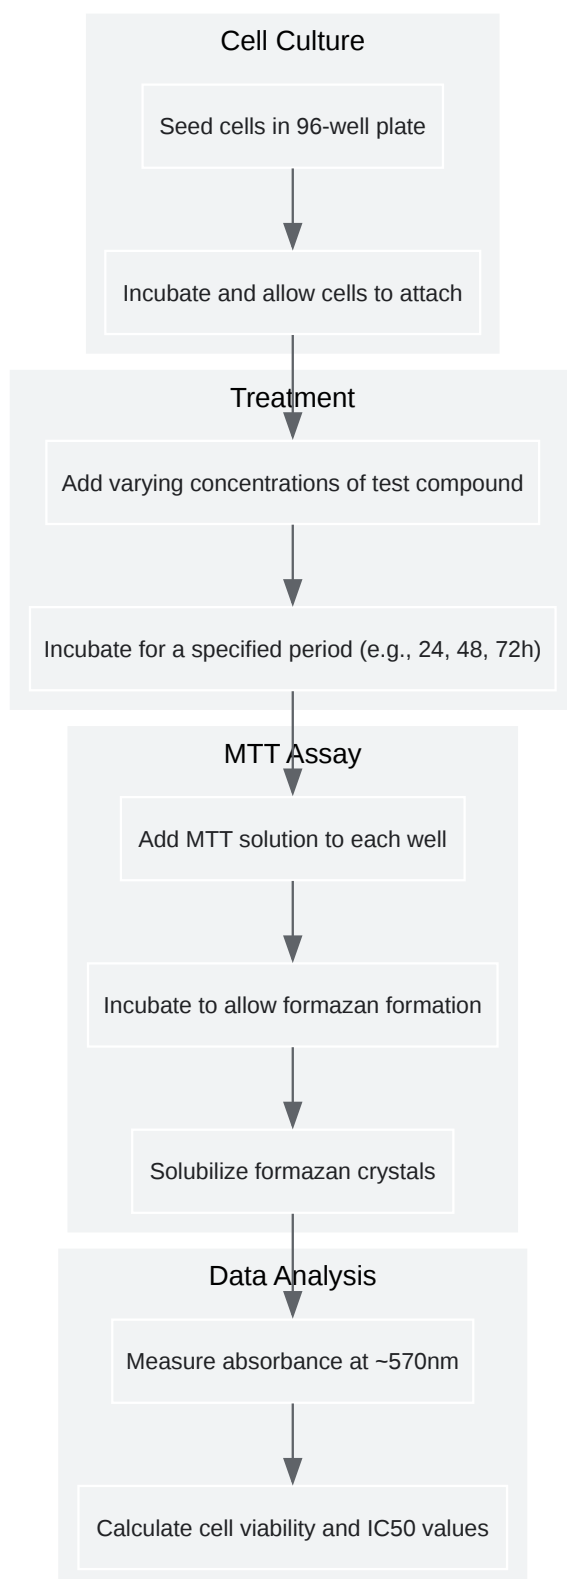 Cell Culture
Seed cells in 96-well plate
Incubate and allow cells to attach
Treatment
Add varying concentrations of test compound
Incubate for a specified period (e.g., 24, 48, 72h)
MTT Assay
Add MTT solution to each well
Incubate to allow formazan formation
Solubilize formazan crystals
Data Analysis
Measure absorbance at ~570nm
Calculate cell viability and IC50 values